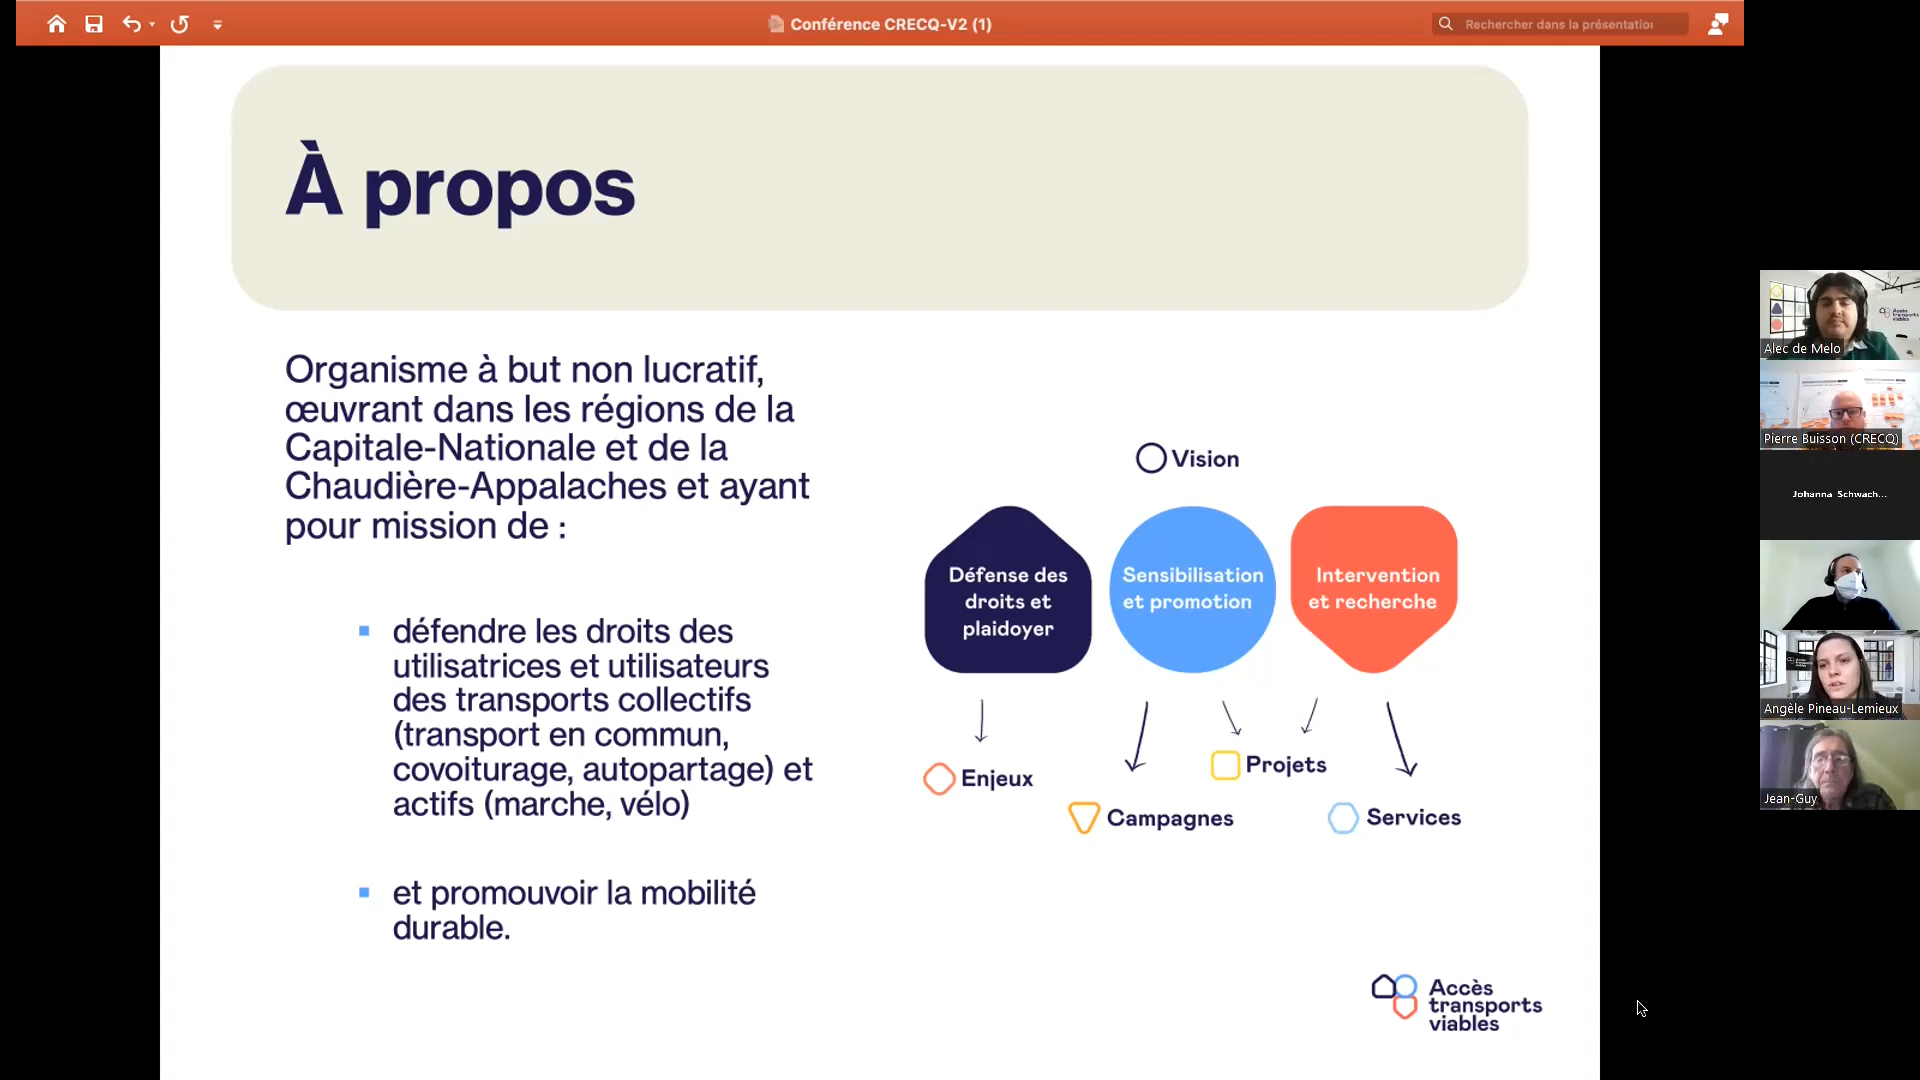 Conférence CRECQ-V2 (1)
Rechercher dans la présentation
À propos
Organisme à but non lucratif,
œuvrant dans les régions de la
Capitale-Nationale et de la
Chaudière-Appalaches et ayant
pour mission de :
défendre les droits des
utilisatrices et utilisateurs
des transports collectifs
(transport en commun,
covoiturage, autopartage) et
actifs (marche, vélo)
et promouvoir la mobilité
durable.
Vision
Défense des
droits et
plaidoyer
Sensibilisation
et promotion
Intervention
et recherche
Enjeux
Campagnes
Projets
Services
Accès
transports
viables
Accès
transports
viables
Alec de Melo
Pierre Buisson (CRECQ)
Johanna Schwach...
Angèle Pineau-Lemieux
Jean-Guy